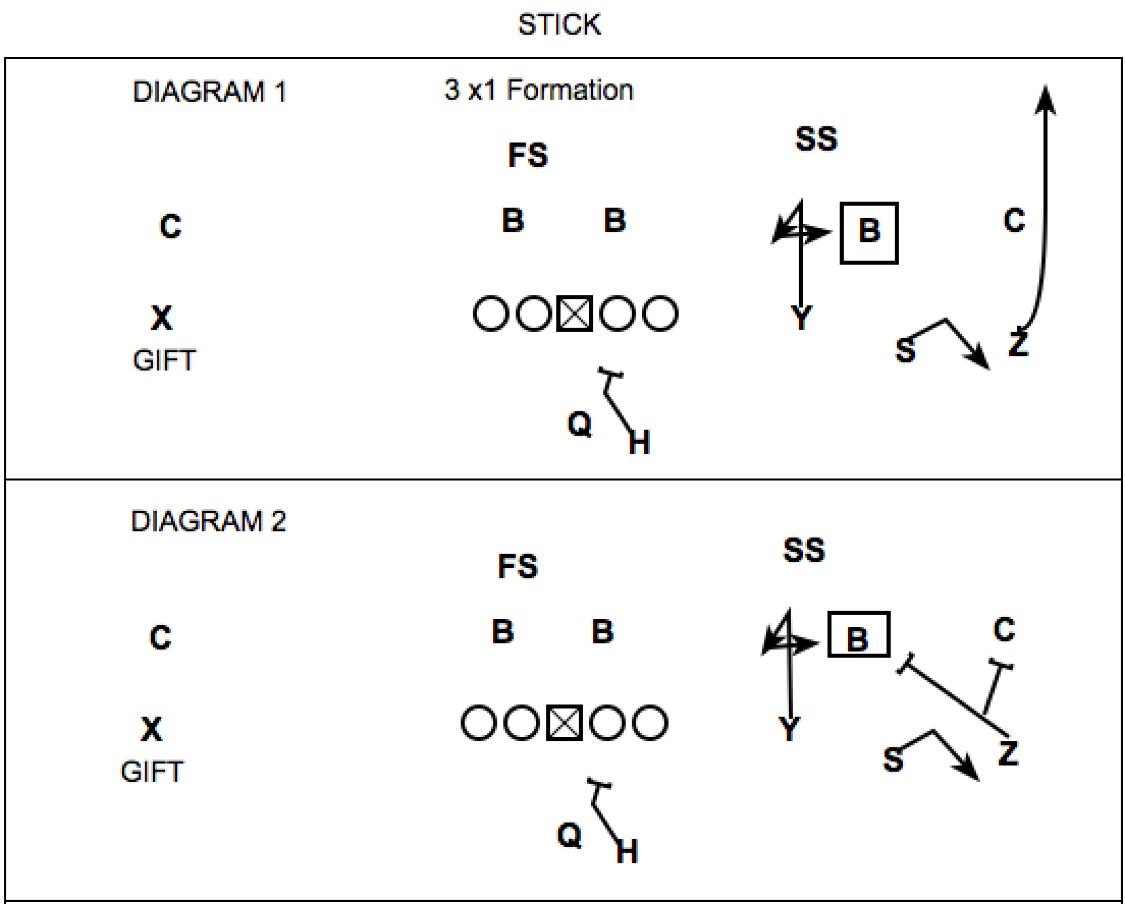 STICK
DIAGRAM 1 3 x1 Formation
SS
FS
C B B B C
X Y
GIFT S Z
Q H
DIAGRAM 2
SS
FS
C B B B C
X Y
GIFT S Z
Q H